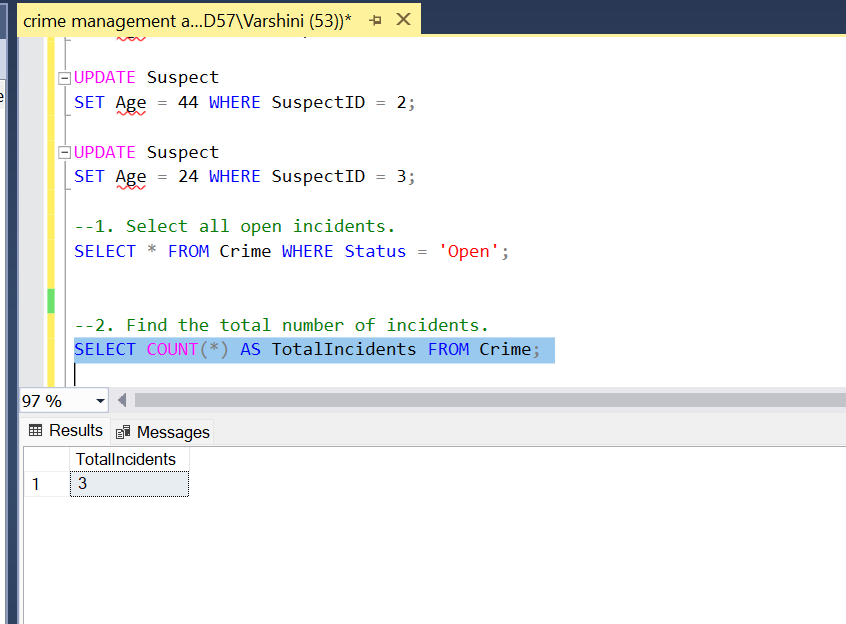 crime management a...D57\Varshini (53))*
UPDATE Suspect
SET Age = 44 WHERE SuspectID = 2;
UPDATE Suspect
SET Age = 24 WHERE SuspectID = 3;
--1. Select all open incidents.
SELECT * FROM Crime WHERE Status = 'Open';
--2. Find the total number of incidents.
SELECT COUNT(*) AS TotalIncidents FROM Crime;
97 %
Results Messages
TotalIncidents
1 3